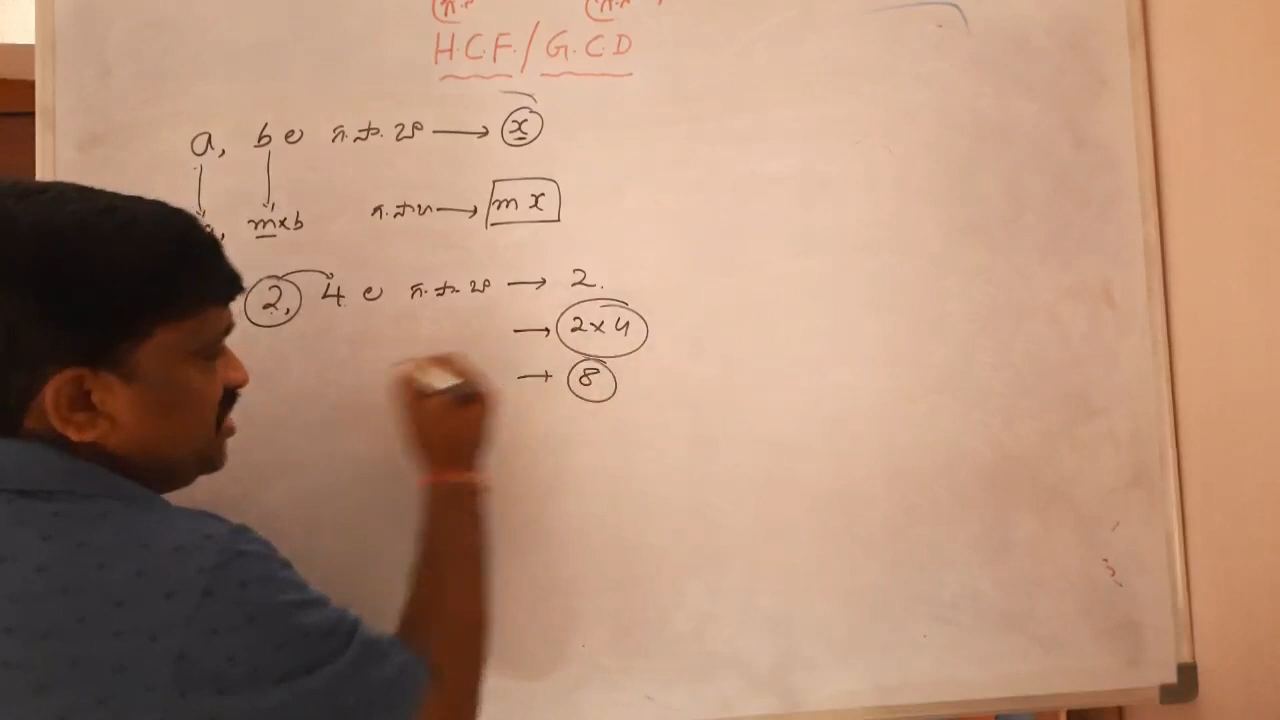 H.C.F. / G.C.D
a, b ల గ.సా.భా → x
m×b గ.సా.భా → m x
2, 4 ల గ.సా.భా → 2.
→ 2×4
→ 8